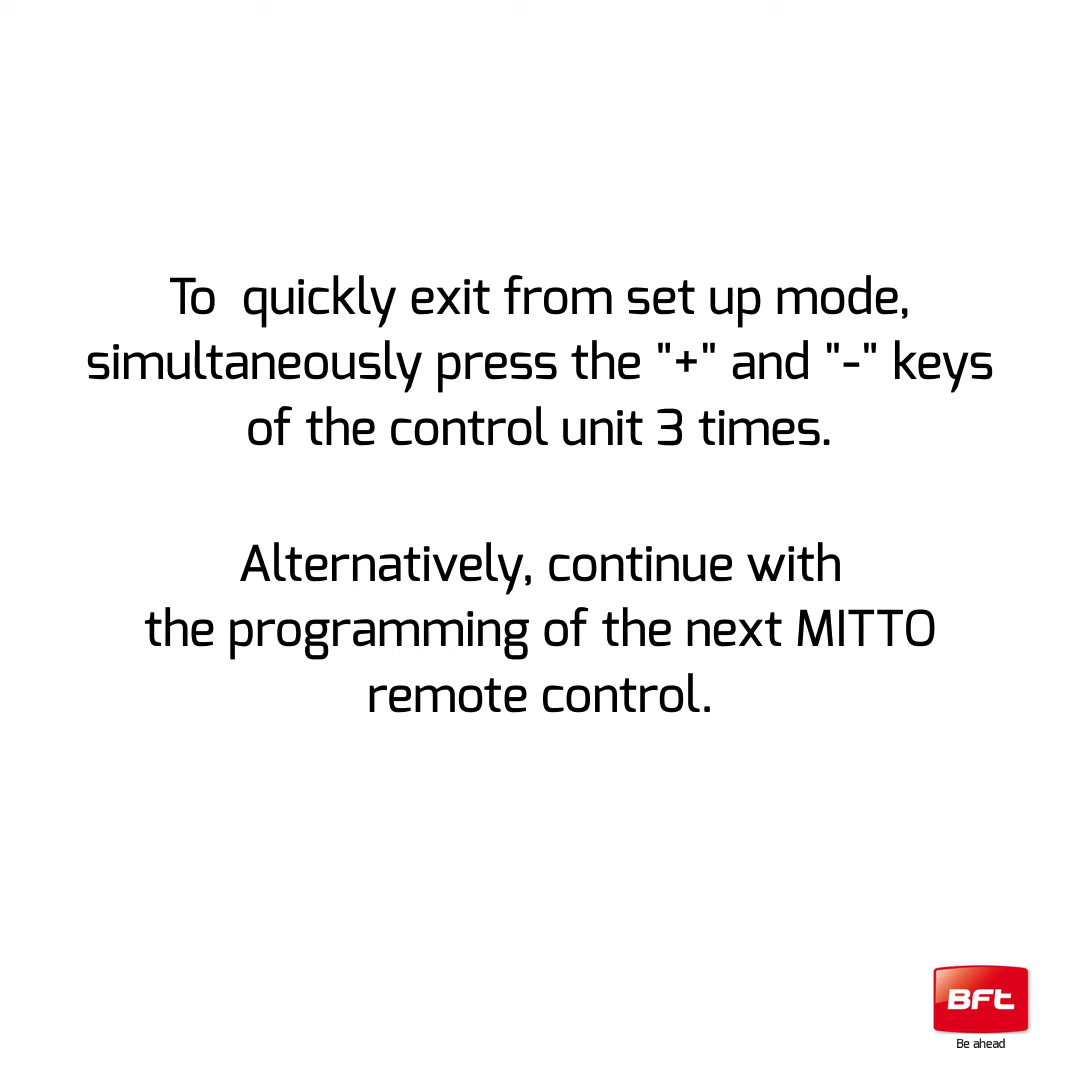 To  quickly exit from set up mode,
simultaneously press the "+" and "-" keys
of the control unit 3 times.
Alternatively, continue with
the programming of the next MITTO
remote control.
BFt
Be ahead